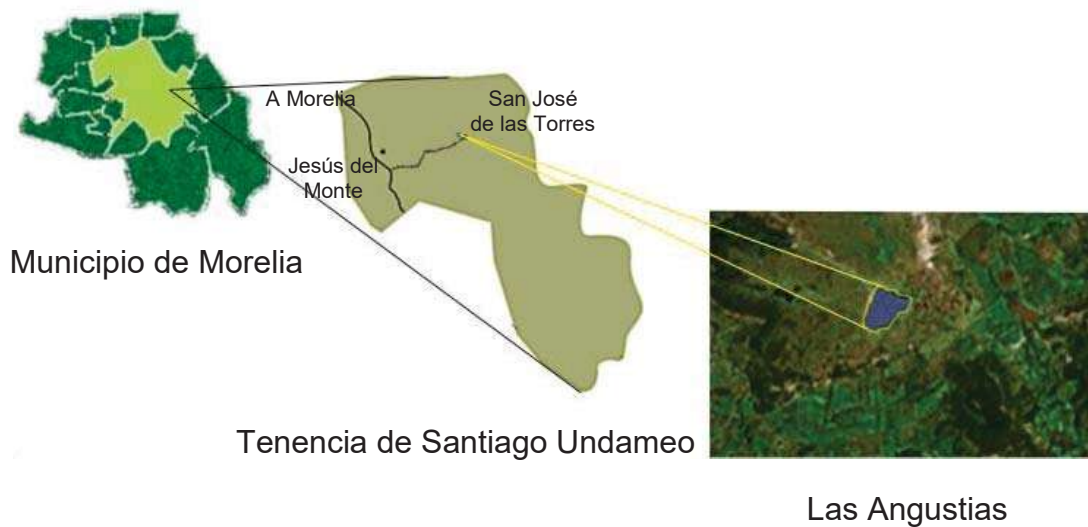 A Morelia
San José
de las Torres
Jesús del
Monte
Municipio de Morelia
Tenencia de Santiago Undameo
Las Angustias